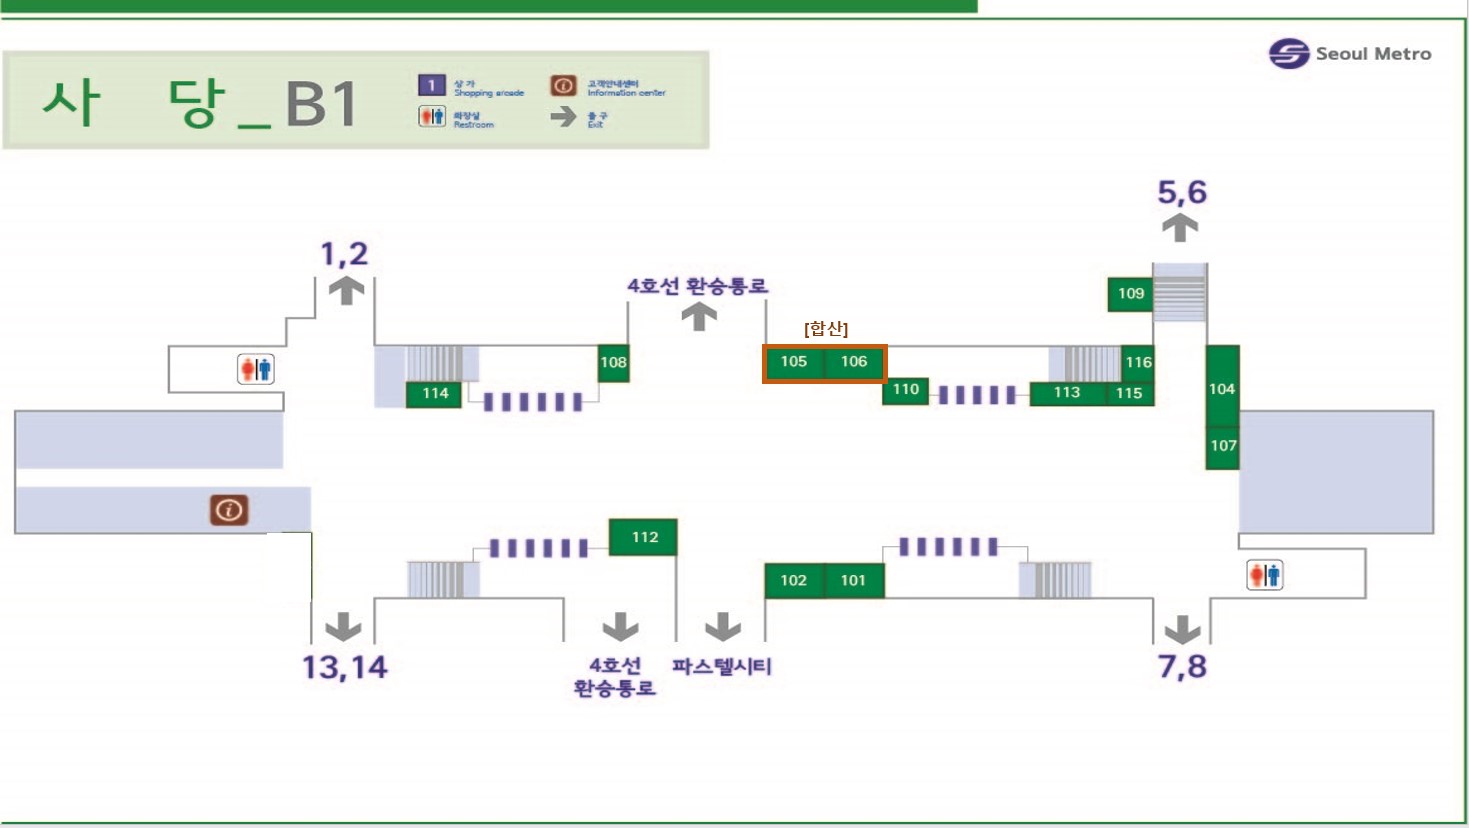 Seoul Metro
사 당_B1
1 상 가
Shopping arcade
고객안내센터
Information center
화장실
Restroom
출 구
Exit
5,6
1,2
4호선 환승통로
109
[합산]
108
105 106
116
114
110
113 115
104
107
112
102 101
13,14
4호선
환승통로
파스텔시티
7,8